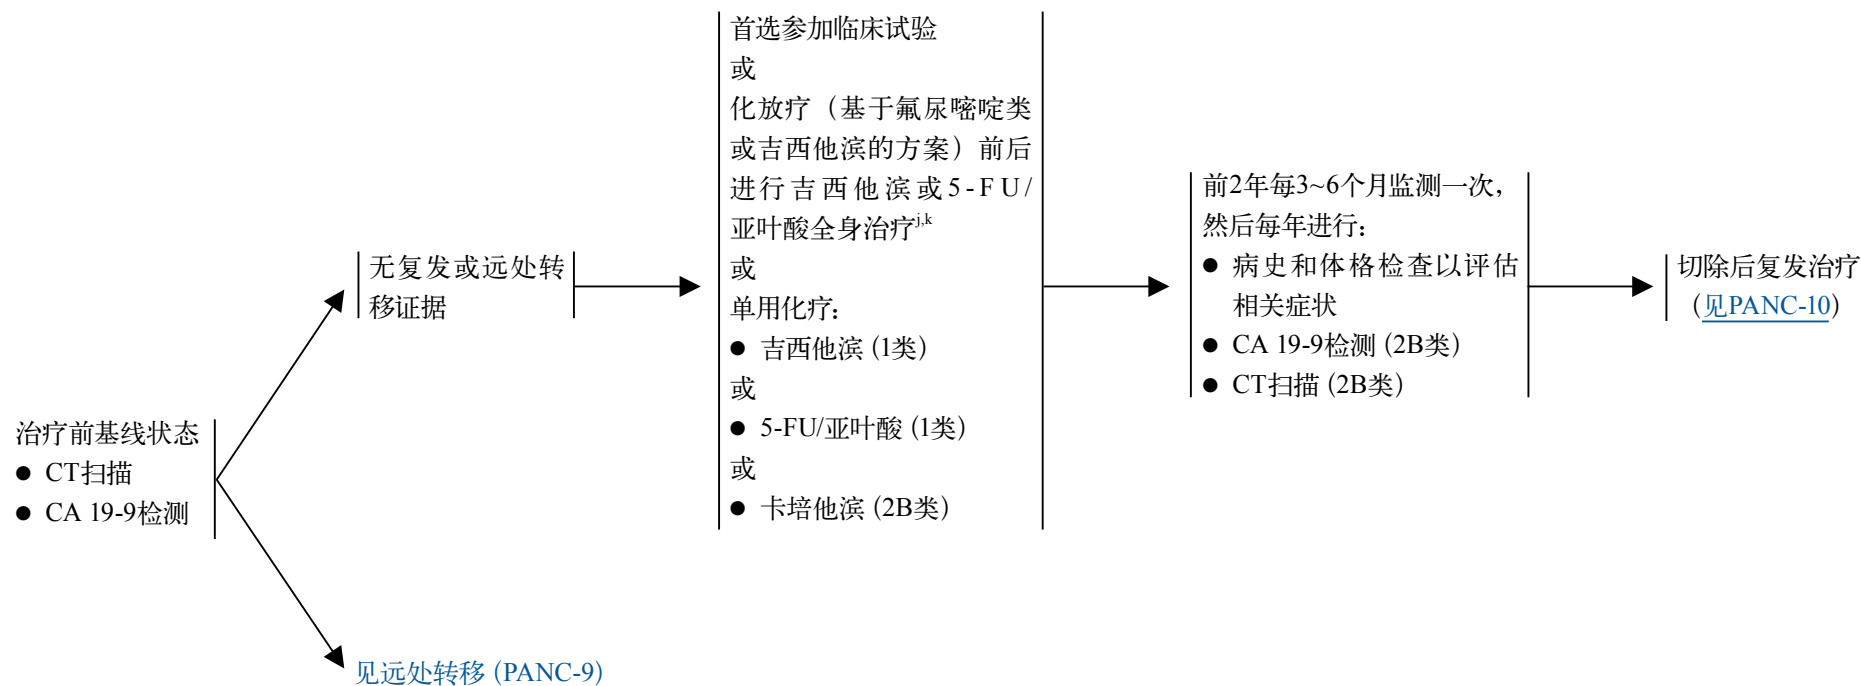 治疗前基线状态
● CT扫描
● CA 19-9检测
无复发或远处转
移证据
见远处转移 (PANC-9)
首选参加临床试验
或
化放疗（基于氟尿嘧啶类
或吉西他滨的方案）前后
进行吉西他滨或5-FU/
亚叶酸全身治疗j,k
或
单用化疗：
● 吉西他滨 (1类)
或
● 5-FU/亚叶酸 (1类)
或
● 卡培他滨 (2B类)
前2年每3~6个月监测一次，
然后每年进行：
● 病史和体格检查以评估
相关症状
● CA 19-9检测 (2B类)
● CT扫描 (2B类)
切除后复发治疗
（见PANC-10）